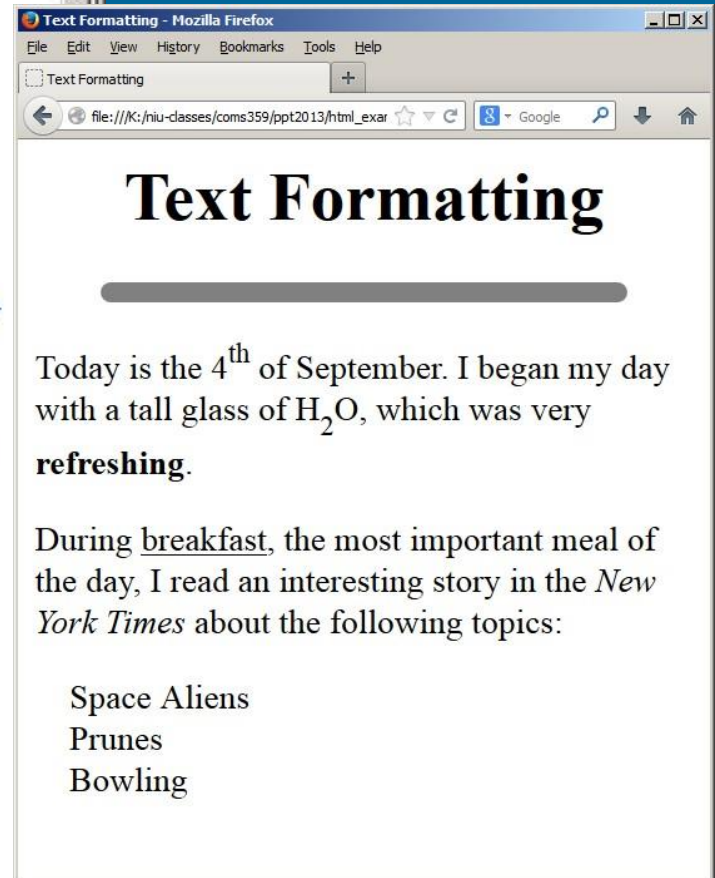 Text Formatting - Mozilla Firefox
File Edit View History Bookmarks Tools Help
Text Formatting +
file:///K:/niu-classes/coms359/ppt2013/html_exar 8 Google
Text Formatting
Today is the 4th of September. I began my day
with a tall glass of H2O, which was very
refreshing.
During breakfast, the most important meal of
the day, I read an interesting story in the New
York Times about the following topics:
Space Aliens
Prunes
Bowling